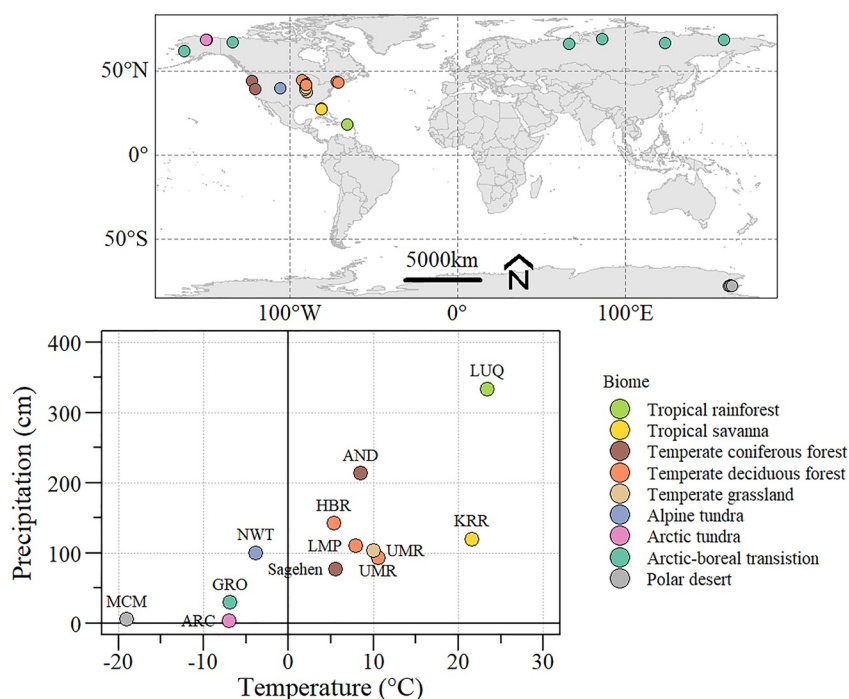 50°N
0°
50°S
5000km
N
100°W
0°
100°E
400
300
200
100
0
Precipitation (cm)
LUQ
AND
HBR
KRR
NWT
LMP
UMR
Sagehen
UMR
GRO
MCM
ARC
-20
-10
0
10
20
30
Temperature (°C)
Biome
Tropical rainforest
Tropical savanna
Temperate coniferous forest
Temperate deciduous forest
Temperate grassland
Alpine tundra
Arctic tundra
Arctic-boreal transistion
Polar desert